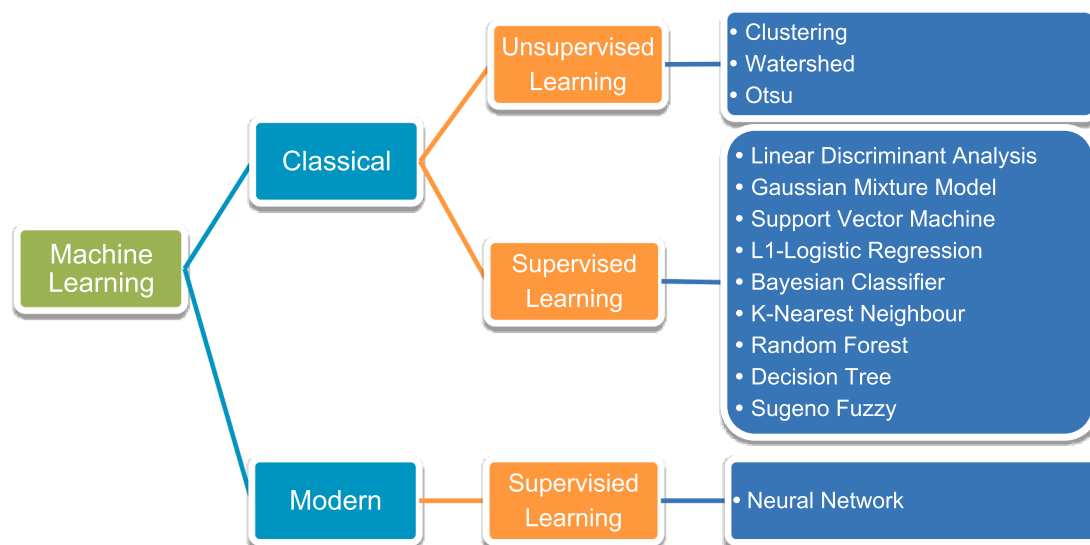 Machine
Learning
Classical
Modern
Unsupervised
Learning
Supervised
Learning
Supervisied
Learning
• Clustering
• Watershed
• Otsu
• Linear Discriminant Analysis
• Gaussian Mixture Model
• Support Vector Machine
• L1-Logistic Regression
• Bayesian Classifier
• K-Nearest Neighbour
• Random Forest
• Decision Tree
• Sugeno Fuzzy
• Neural Network